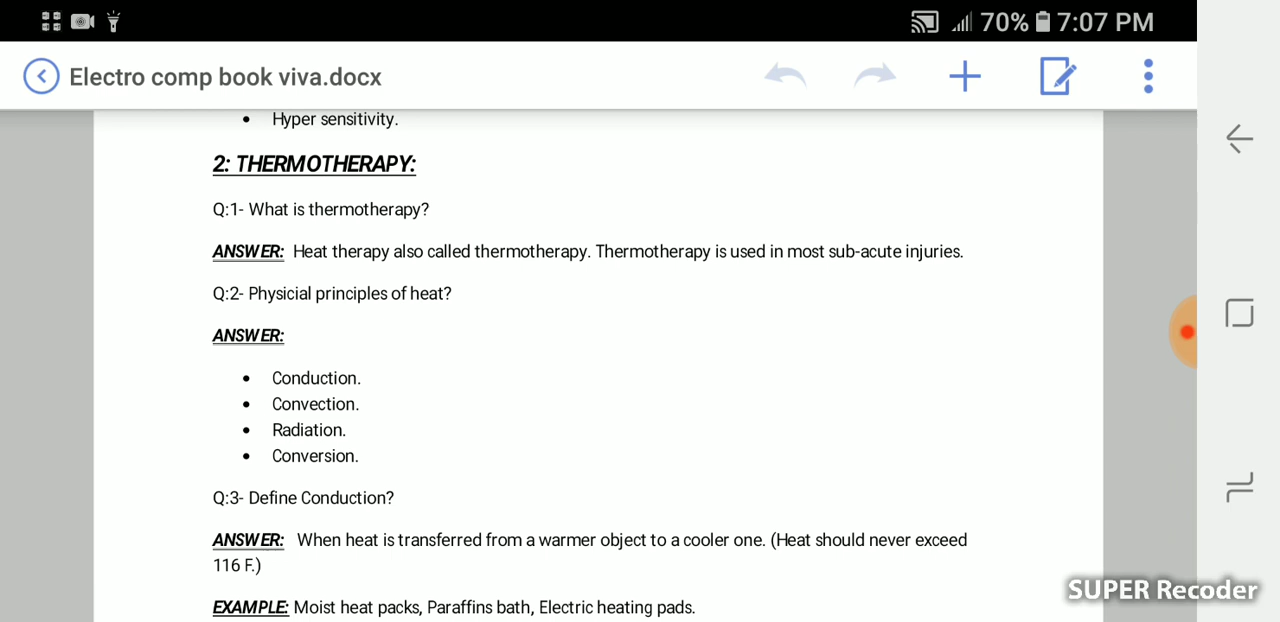 70% 7:07 PM
Electro comp book viva.docx
• Hyper sensitivity.
2: THERMOTHERAPY:
Q:1- What is thermotherapy?
ANSWER: Heat therapy also called thermotherapy. Thermotherapy is used in most sub-acute injuries.
Q:2- Physicial principles of heat?
ANSWER:
• Conduction.
• Convection.
• Radiation.
• Conversion.
Q:3- Define Conduction?
ANSWER: When heat is transferred from a warmer object to a cooler one. (Heat should never exceed
116 F.)
EXAMPLE: Moist heat packs, Paraffins bath, Electric heating pads.
SUPER Recoder